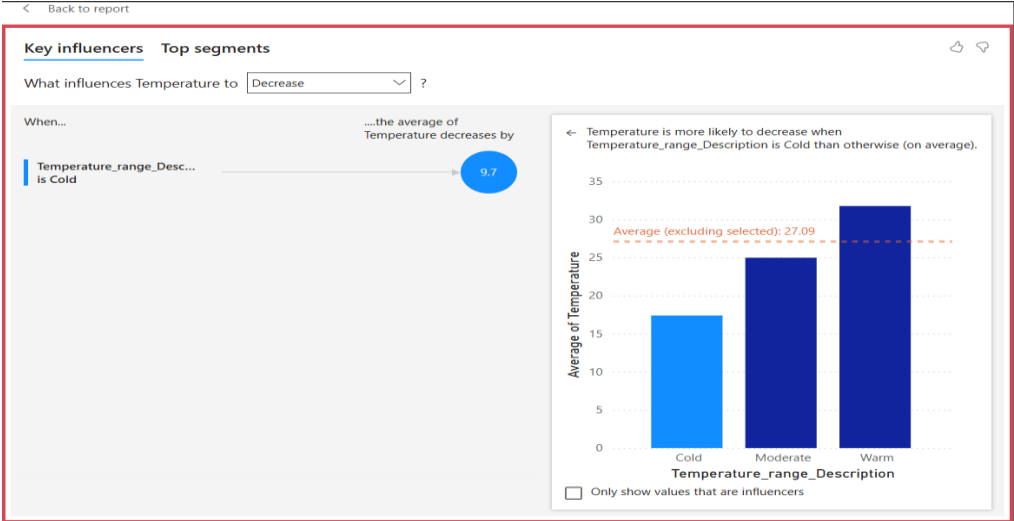 < Back to report
Key influencers Top segments
What influences Temperature to Decrease ?
When...
....the average of
Temperature decreases by
Temperature_range_Desc...
is Cold
9.7
← Temperature is more likely to decrease when
Temperature_range_Description is Cold than otherwise (on average).
35
30
Average (excluding selected): 27.09
25
20
15
10
5
0
Average of Temperature
Cold Moderate Warm
Temperature_range_Description
Only show values that are influencers